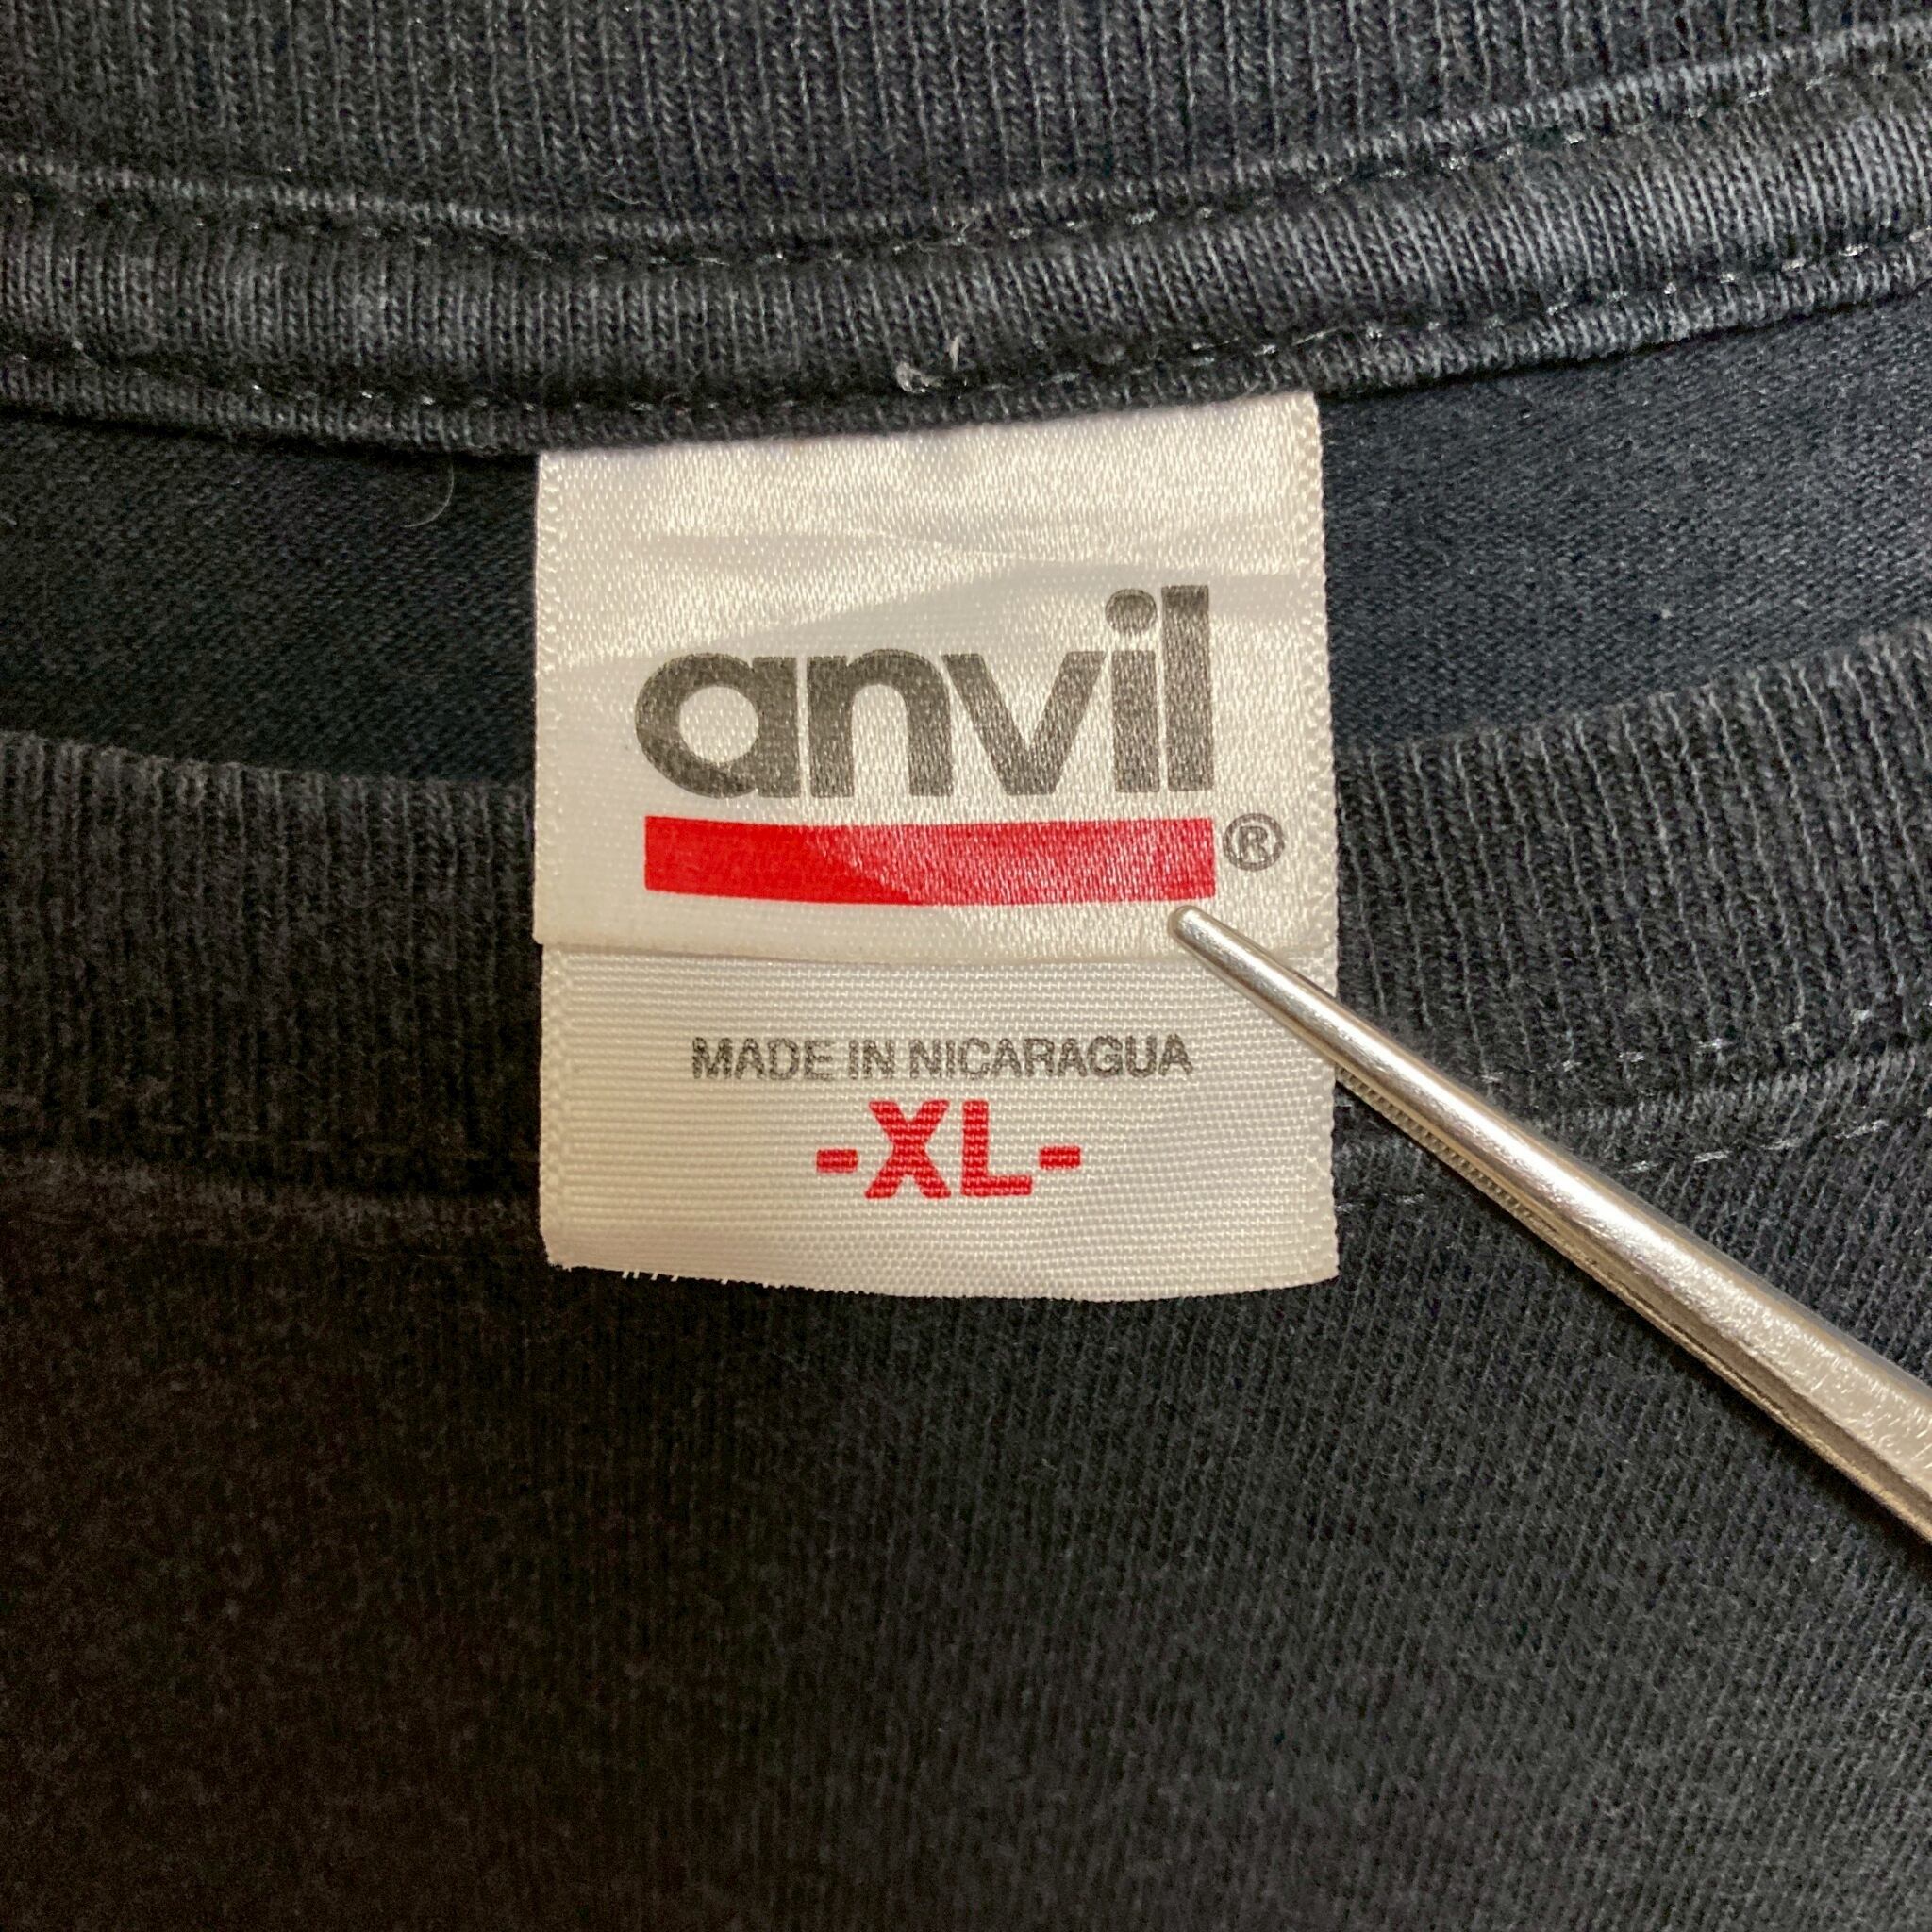 anvil
®
MADE IN NICARAGUA
-XL-